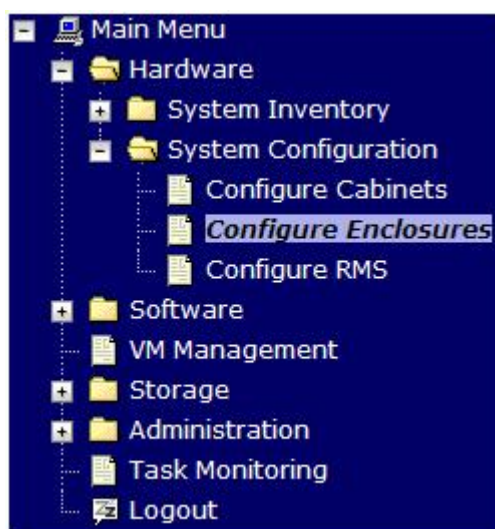 Main Menu
Hardware
System Inventory
System Configuration
Configure Cabinets
Configure Enclosures
Configure RMS
Software
VM Management
Storage
Administration
Task Monitoring
Logout